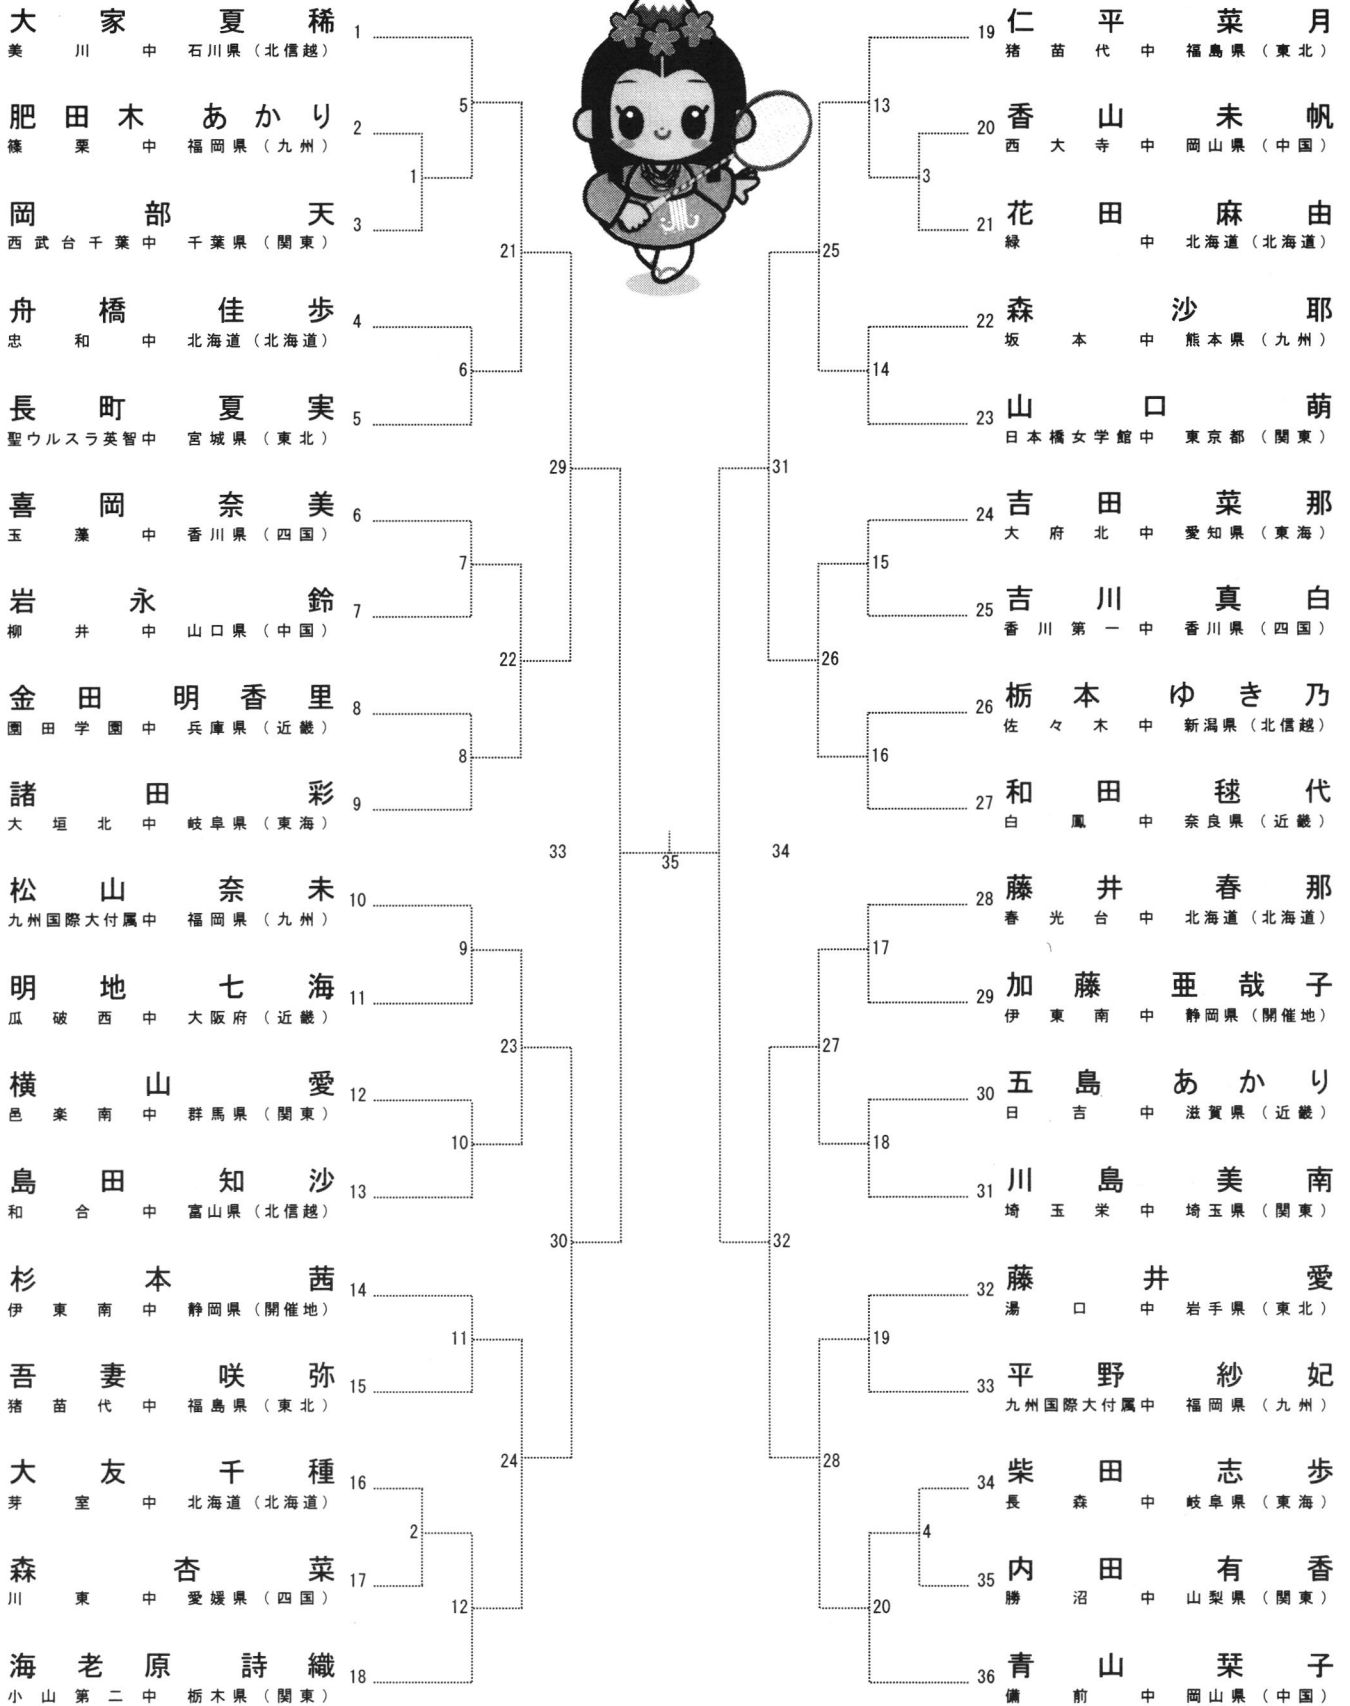 大家夏稀 1
美川中 石川県（北信越）
5
肥田木あかり 2
篠栗中 福岡県（九州）
1
岡部天 3
西武台千葉中 千葉県（関東）
21
舟橋佳歩 4
忠和中 北海道（北海道）
6
長町夏実 5
聖ウルスラ英智中 宮城県（東北）
29
喜岡奈美 6
玉藻中 香川県（四国）
7
岩永鈴 7
柳井中 山口県（中国）
22
金田明香里 8
園田学園中 兵庫県（近畿）
8
諸田彩 9
大垣北中 岐阜県（東海）
33
松山奈未 10
九州国際大付属中 福岡県（九州）
9
明地七海 11
瓜破西中 大阪府（近畿）
23
横山愛 12
邑楽南中 群馬県（関東）
10
島田知沙 13
和合中 富山県（北信越）
30
杉本茜 14
伊東南中 静岡県（開催地）
11
吾妻咲弥 15
猪苗代中 福島県（東北）
24
大友千種 16
芽室中 北海道（北海道）
2
森杏菜 17
川東中 愛媛県（四国）
12
海老原詩織 18
小山第二中 栃木県（関東）
35
19 仁平菜月
猪苗代中 福島県（東北）
13
20 香山未帆
西大寺中 岡山県（中国）
3
21 花田麻由
緑中 北海道（北海道）
25
22 森沙耶
坂本中 熊本県（九州）
14
23 山口萌
日本橋女学館中 東京都（関東）
31
24 吉田菜那
大府北中 愛知県（東海）
15
25 吉川真白
香川第一中 香川県（四国）
26
26 栃本ゆき乃
佐々木中 新潟県（北信越）
16
27 和田毬代
白鳳中 奈良県（近畿）
34
28 藤井春那
春光台中 北海道（北海道）
17
29 加藤亜哉子
伊東南中 静岡県（開催地）
27
30 五島あかり
日吉中 滋賀県（近畿）
18
31 川島美南
埼玉栄中 埼玉県（関東）
32
32 藤井愛
湯口中 岩手県（東北）
19
33 平野紗妃
九州国際大付属中 福岡県（九州）
28
34 柴田志歩
長森中 岐阜県（東海）
4
35 内田有香
勝沼中 山梨県（関東）
20
36 青山栞子
備前中 岡山県（中国）